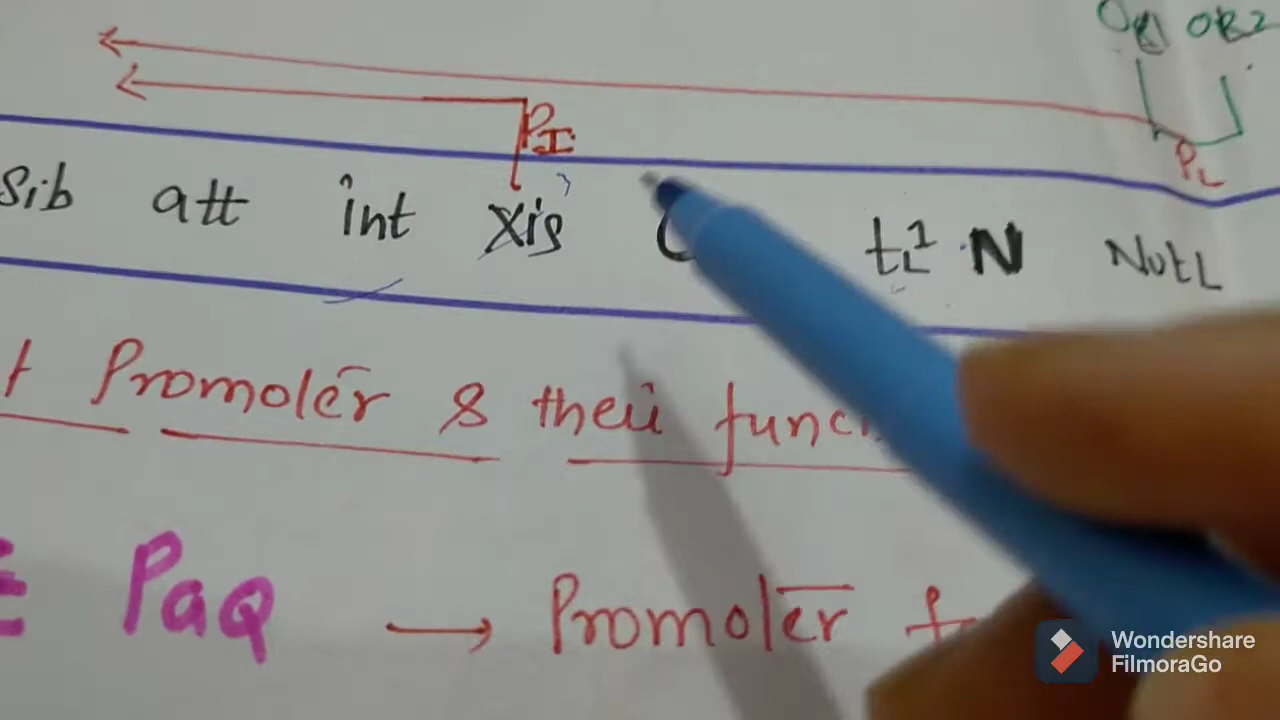 OR1 OR2
PI
PL
Sib att int Xis C tL1 N NutL
Promoter & their func
PaQ → Promoter f
Wondershare
FilmoraGo